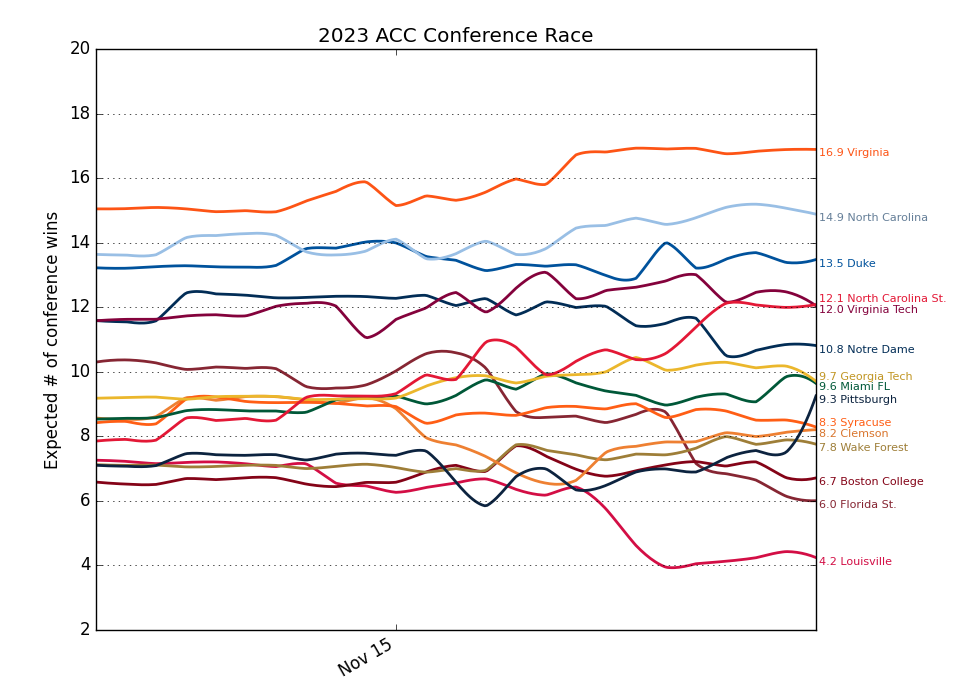 2023 ACC Conference Race
Expected # of conference wins
20
18
16
14
12
10
8
6
4
2
Nov 15
16.9 Virginia
14.9 North Carolina
13.5 Duke
12.1 North Carolina St.
12.0 Virginia Tech
10.8 Notre Dame
9.7 Georgia Tech
9.6 Miami FL
9.3 Pittsburgh
8.3 Syracuse
8.2 Clemson
7.8 Wake Forest
6.7 Boston College
6.0 Florida St.
4.2 Louisville